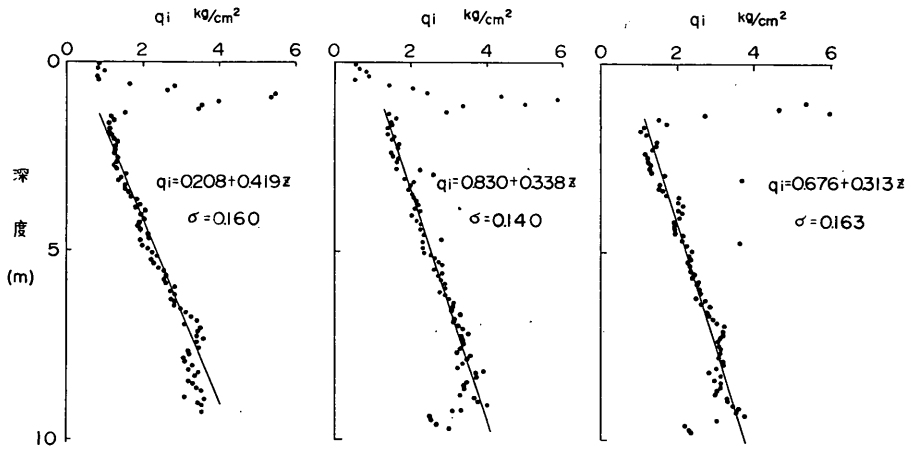 qi kg/cm2
0 2 4 6
qi kg/cm2
0 2 4 6
qi kg/cm2
0 2 4 6
0
5
10
深
度
(m)
qi=0.208+0.419z
σ=0.160
qi=0.830+0.338z
σ=0.140
qi=0.676+0.313z
σ=0.163